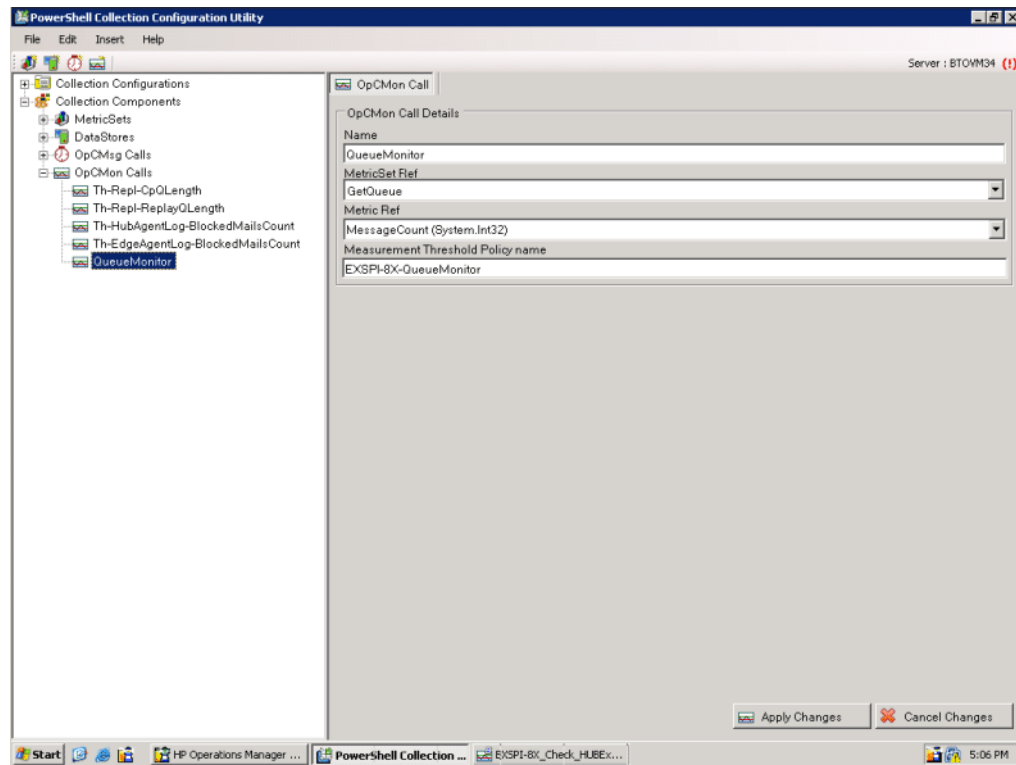 PowerShell Collection Configuration Utility
File Edit Insert Help
Server : BTOVM34 (!)
Collection Configurations
Collection Components
MetricSets
DataStores
OpCMsg Calls
OpCMon Calls
Th-Repl-CpQLength
Th-Repl-ReplayQLength
Th-HubAgentLog-BlockedMailsCount
Th-EdgeAgentLog-BlockedMailsCount
QueueMonitor
OpCMon Call
OpCMon Call Details
Name
QueueMonitor
MetricSet Ref
GetQueue
Metric Ref
MessageCount (System.Int32)
Measurement Threshold Policy name
EXSPI-8X-QueueMonitor
Apply Changes Cancel Changes
Start HP Operations Manager ... PowerShell Collection ... EXSPI-8X_Check_HUBEx... 5:06 PM